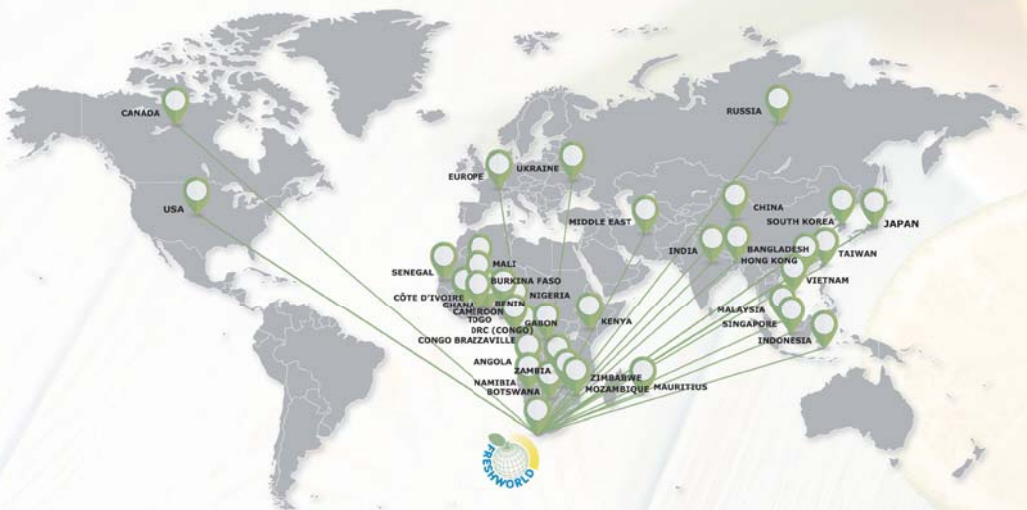 CANADA
RUSSIA
EUROPE
UKRAINE
USA
MIDDLE EAST
CHINA
SOUTH KOREA
JAPAN
INDIA
BANGLADESH
HONG KONG
TAIWAN
SENEGAL
MALI
BURKINA FASO
VIETNAM
CÔTE D'IVOIRE
GHANA
BENIN
NIGERIA
CAMEROON
TOGO
GABON
KENYA
MALAYSIA
SINGAPORE
DRC (CONGO)
CONGO BRAZZAVILLE
INDONESIA
ANGOLA
ZAMBIA
ZIMBABWE
NAMIBIA
MOZAMBIQUE
MAURITIUS
BOTSWANA
FRESHWORLD